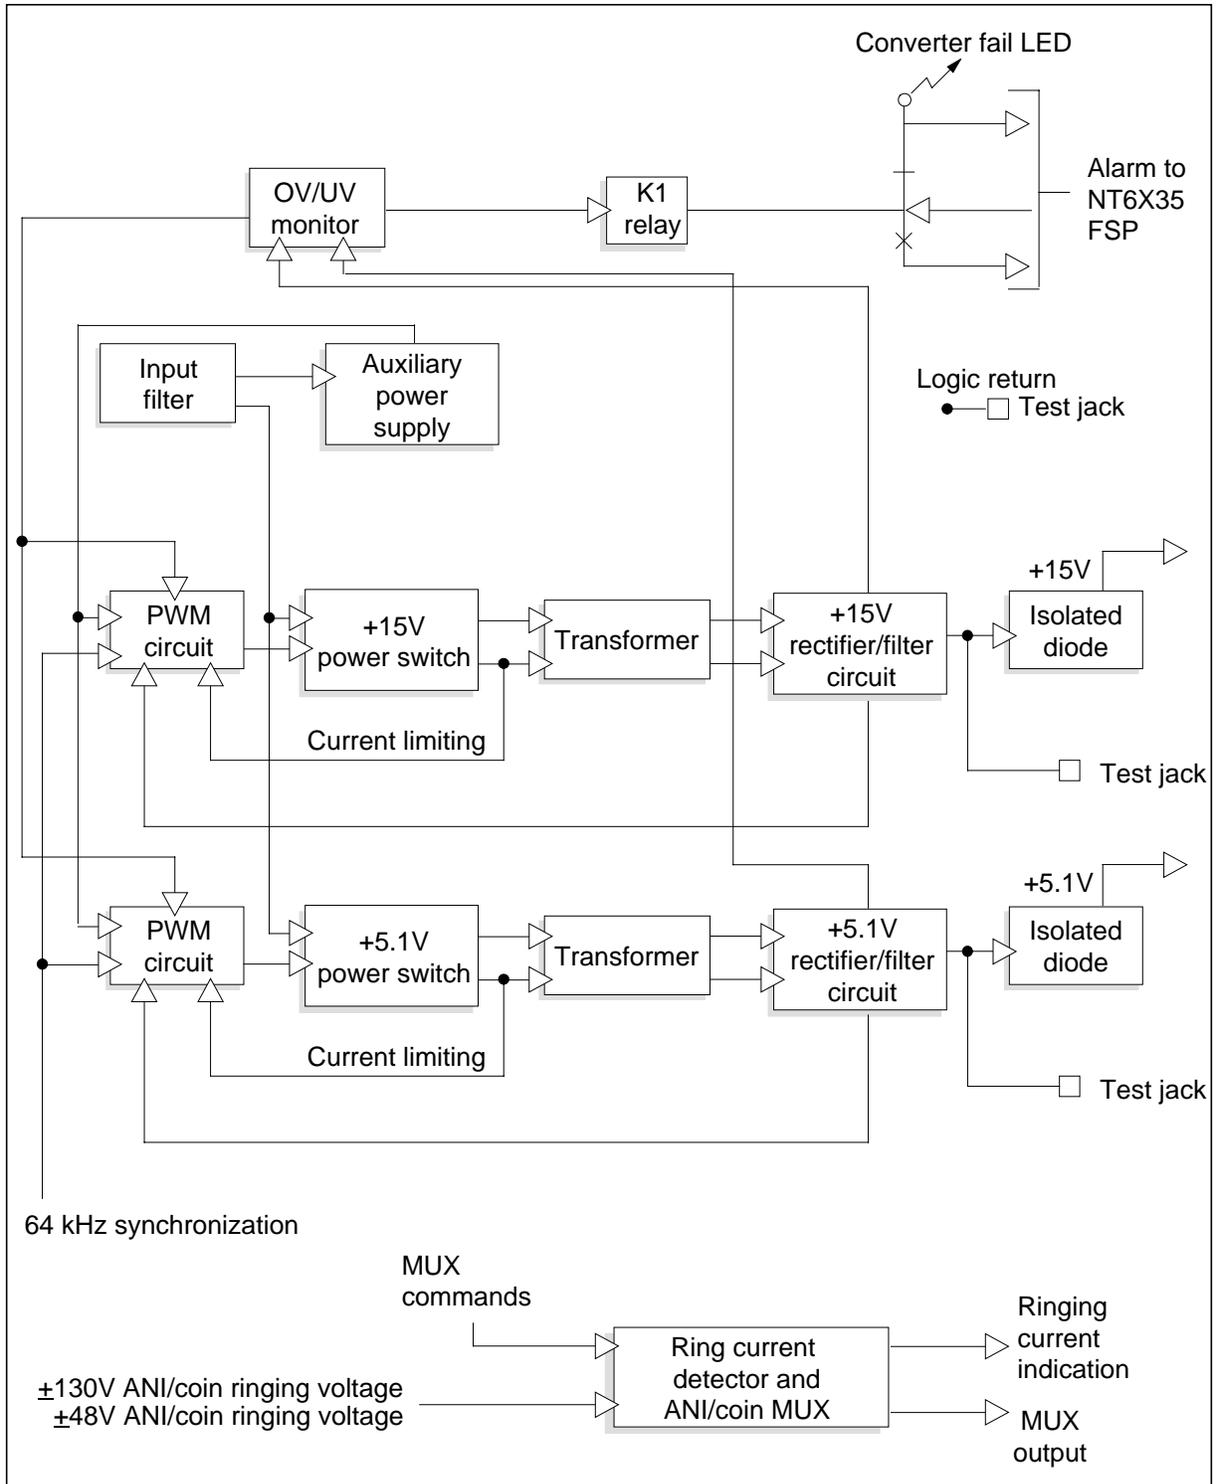 Converter fail LED
OV/UV
monitor
K1
relay
Alarm to
NT6X35
FSP
Input
filter
Auxiliary
power
supply
Logic return
Test jack
+15V
PWM
circuit
+15V
power switch
Transformer
+15V
rectifier/filter
circuit
Isolated
diode
Current limiting
Test jack
+5.1V
PWM
circuit
+5.1V
power switch
Transformer
+5.1V
rectifier/filter
circuit
Isolated
diode
Current limiting
Test jack
64 kHz synchronization
MUX
commands
Ring current
detector and
ANI/coin MUX
Ringing
current
indication
±130V ANI/coin ringing voltage
±48V ANI/coin ringing voltage
MUX
output